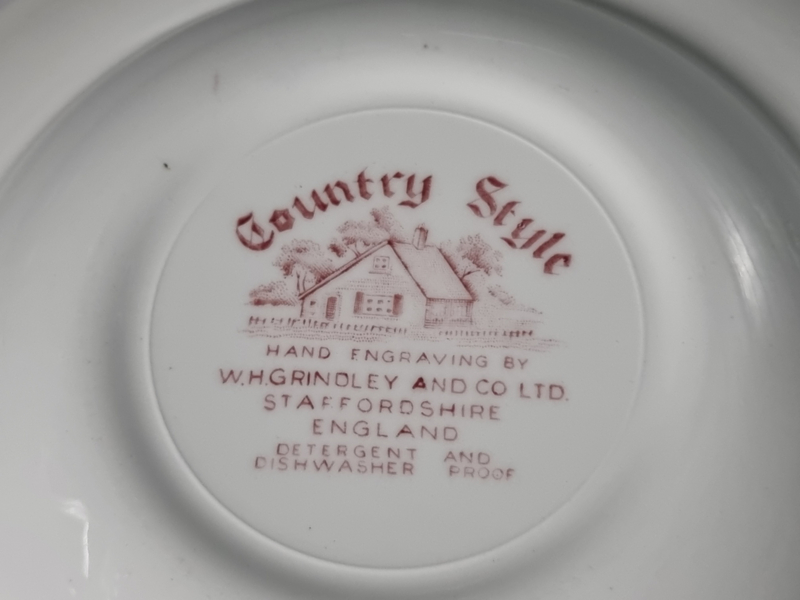 Country Style
HAND ENGRAVING BY
W.H.GRINDLEY AND CO LTD.
STAFFORDSHIRE
ENGLAND
DETERGENT AND
DISHWASHER PROOF